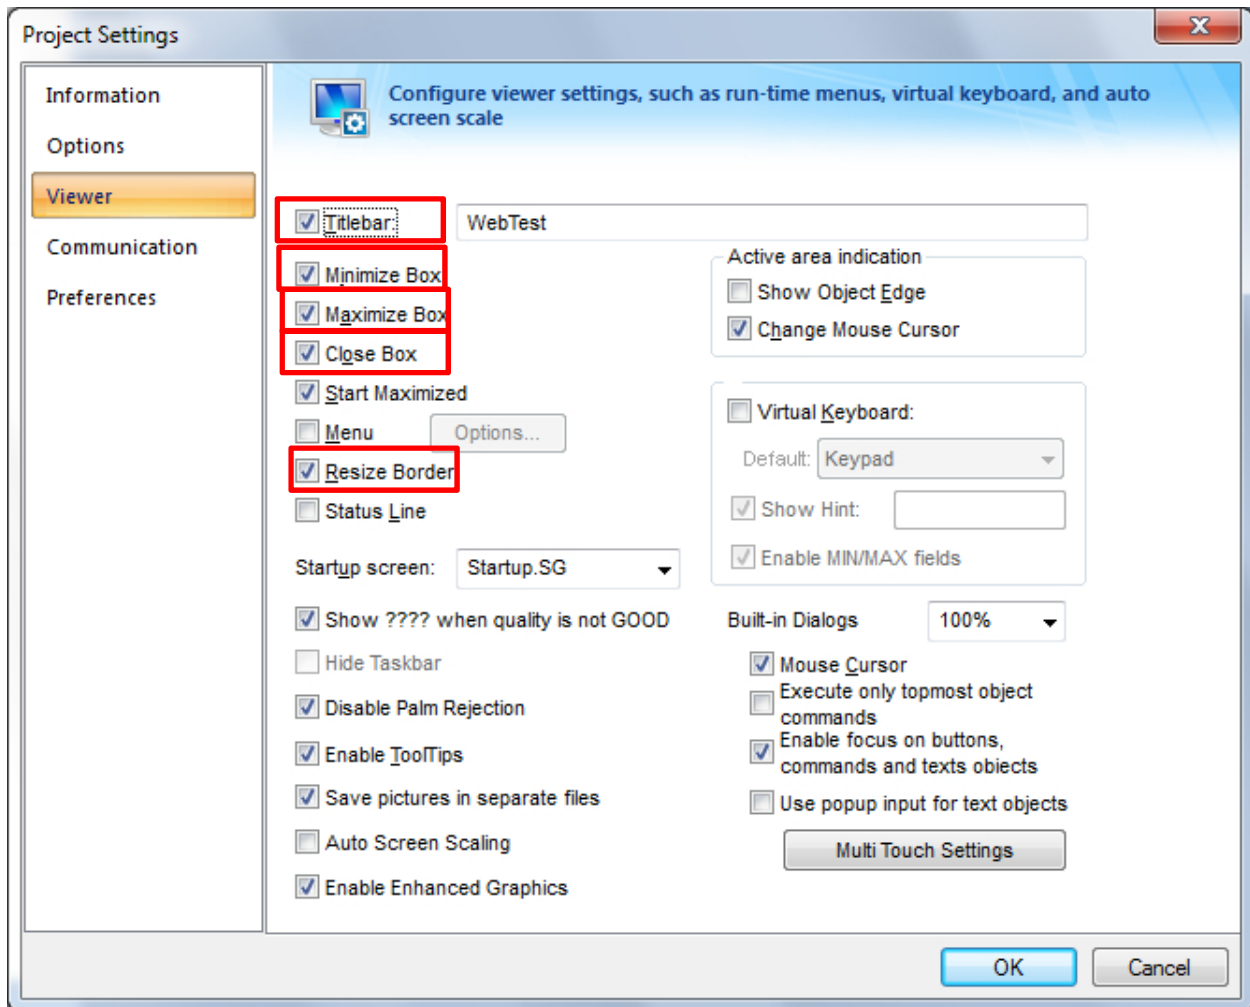 Project Settings
X
Information
Options
Viewer
Communication
Preferences
Configure viewer settings, such as run-time menus, virtual keyboard, and auto
screen scale
Titlebar:
WebTest
Minimize Box
Maximize Box
Close Box
Start Maximized
Menu
Options...
Resize Border
Status Line
Startup screen:
Startup.SG
Show ???? when quality is not GOOD
Hide Taskbar
Disable Palm Rejection
Enable ToolTips
Save pictures in separate files
Auto Screen Scaling
Enable Enhanced Graphics
Active area indication
Show Object Edge
Change Mouse Cursor
Virtual Keyboard:
Default:
Keypad
Show Hint:
Enable MIN/MAX fields
Built-in Dialogs
100%
Mouse Cursor
Execute only topmost object
commands
Enable focus on buttons,
commands and texts objects
Use popup input for text objects
Multi Touch Settings
OK
Cancel